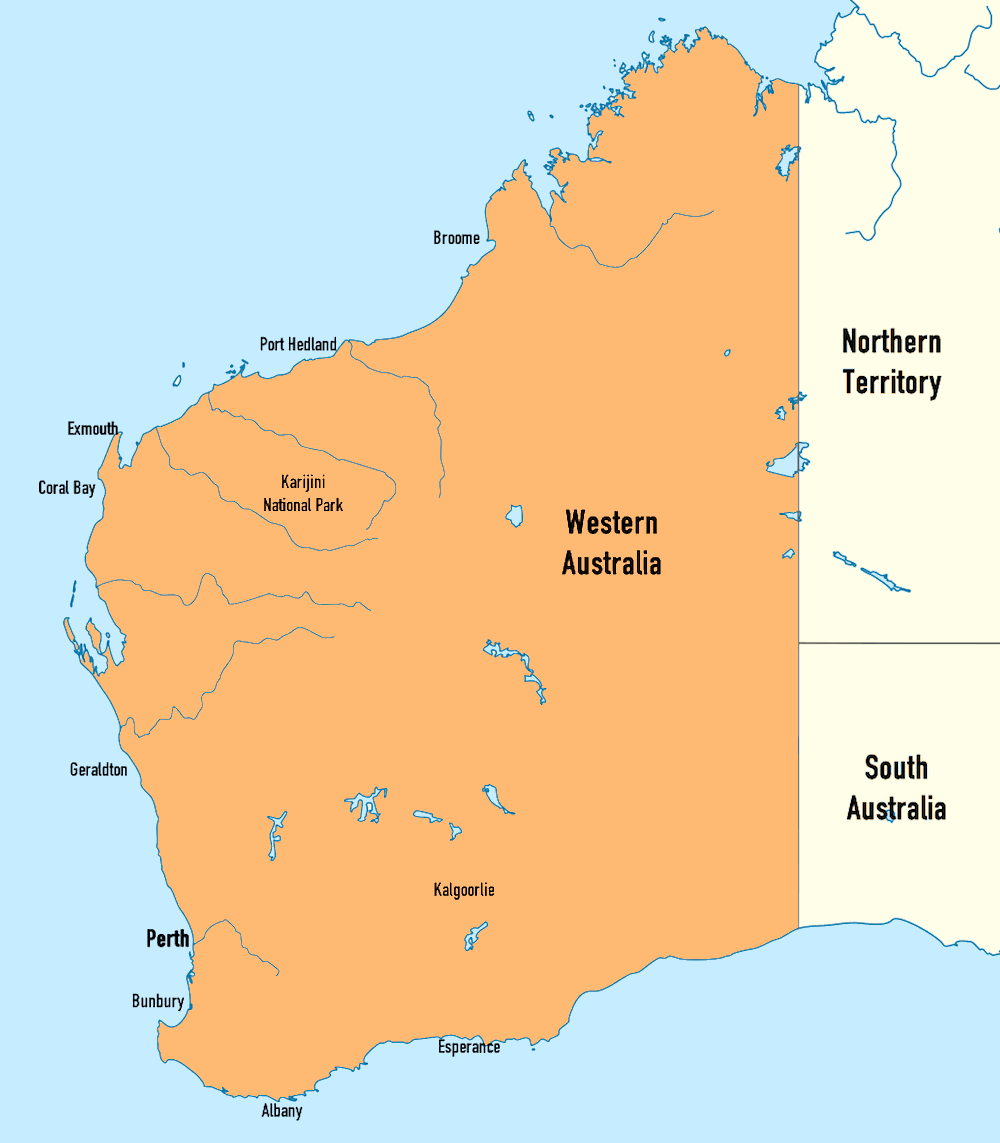 Broome
Northern
Territory
Port Hedland
Exmouth
Coral Bay
Karijini
National Park
Western
Australia
Geraldton
South
Australia
Kalgoorlie
Perth
Bunbury
Esperance
Albany